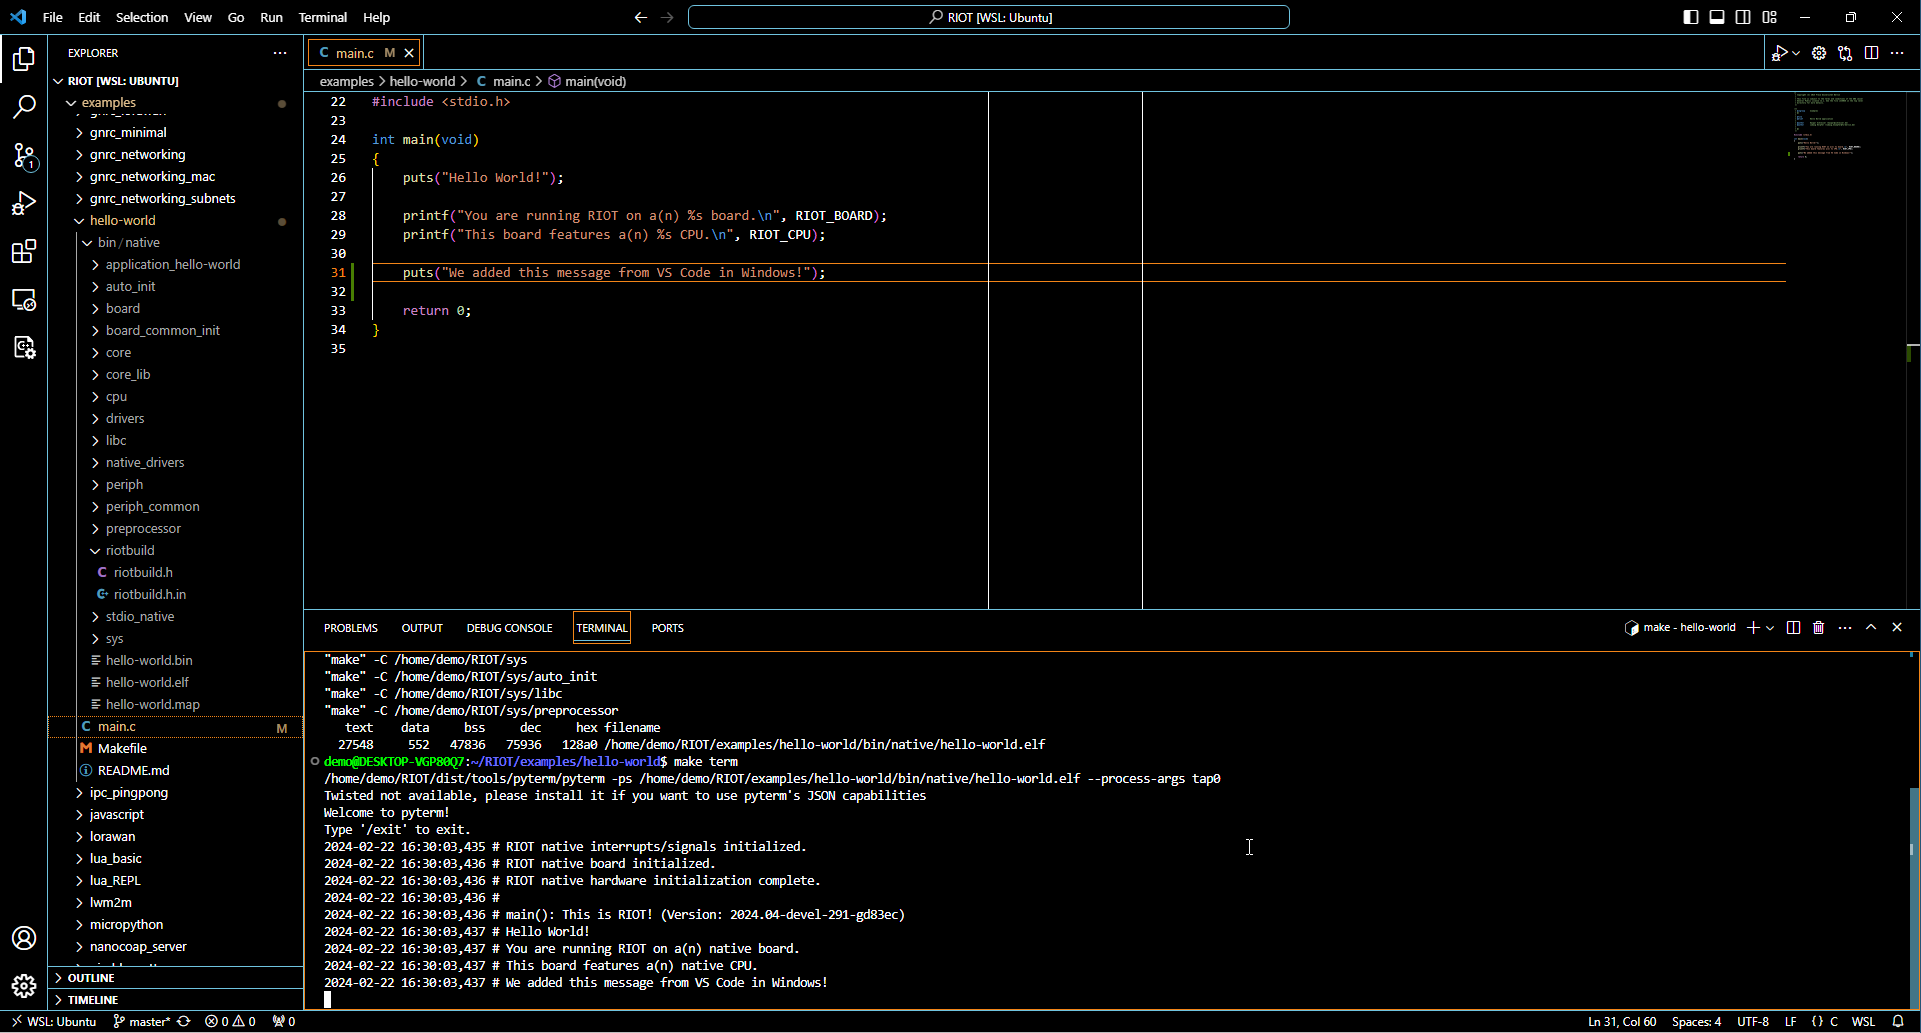 File Edit Selection View Go Run Terminal Help
RIOT [WSL: Ubuntu]
EXPLORER
RIOT [WSL: UBUNTU]
examples
gnrc_minimal
gnrc_networking
gnrc_networking_mac
gnrc_networking_subnets
hello-world
bin/native
application_hello-world
auto_init
board
board_common_init
core
core_lib
cpu
drivers
libc
native_drivers
periph
periph_common
preprocessor
riotbuild
C riotbuild.h
riotbuild.h.in
stdio_native
sys
hello-world.bin
hello-world.elf
hello-world.map
C main.c M
Makefile
README.md
ipc_pingpong
javascript
lorawan
lua_basic
lua_REPL
lwm2m
micropython
nanocoap_server
OUTLINE
TIMELINE
1
C main.c M
examples > hello-world > C main.c > main(void)
22 #include <stdio.h>
23
24 int main(void)
25 {
26 puts("Hello World!");
27
28 printf("You are running RIOT on a(n) %s board.\n", RIOT_BOARD);
29 printf("This board features a(n) %s CPU.\n", RIOT_CPU);
30
31 puts("We added this message from VS Code in Windows!");
32
33 return 0;
34 }
35
PROBLEMS OUTPUT DEBUG CONSOLE TERMINAL PORTS
make - hello-world
"make" -C /home/demo/RIOT/sys
"make" -C /home/demo/RIOT/sys/auto_init
"make" -C /home/demo/RIOT/sys/libc
"make" -C /home/demo/RIOT/sys/preprocessor
text data bss dec hex filename
27548 552 47836 75936 128a0 /home/demo/RIOT/examples/hello-world/bin/native/hello-world.elf
demo@DESKTOP-VGP80Q7:~/RIOT/examples/hello-world$ make term
/home/demo/RIOT/dist/tools/pyterm/pyterm -ps /home/demo/RIOT/examples/hello-world/bin/native/hello-world.elf --process-args tap0
Twisted not available, please install it if you want to use pyterm's JSON capabilities
Welcome to pyterm!
Type '/exit' to exit.
2024-02-22 16:30:03,435 # RIOT native interrupts/signals initialized.
2024-02-22 16:30:03,436 # RIOT native board initialized.
2024-02-22 16:30:03,436 # RIOT native hardware initialization complete.
2024-02-22 16:30:03,436 #
2024-02-22 16:30:03,436 # main(): This is RIOT! (Version: 2024.04-devel-291-gd83ec)
2024-02-22 16:30:03,437 # Hello World!
2024-02-22 16:30:03,437 # You are running RIOT on a(n) native board.
2024-02-22 16:30:03,437 # This board features a(n) native CPU.
2024-02-22 16:30:03,437 # We added this message from VS Code in Windows!
WSL: Ubuntu master* 0 0 0
Ln 31, Col 60 Spaces: 4 UTF-8 LF {} C WSL